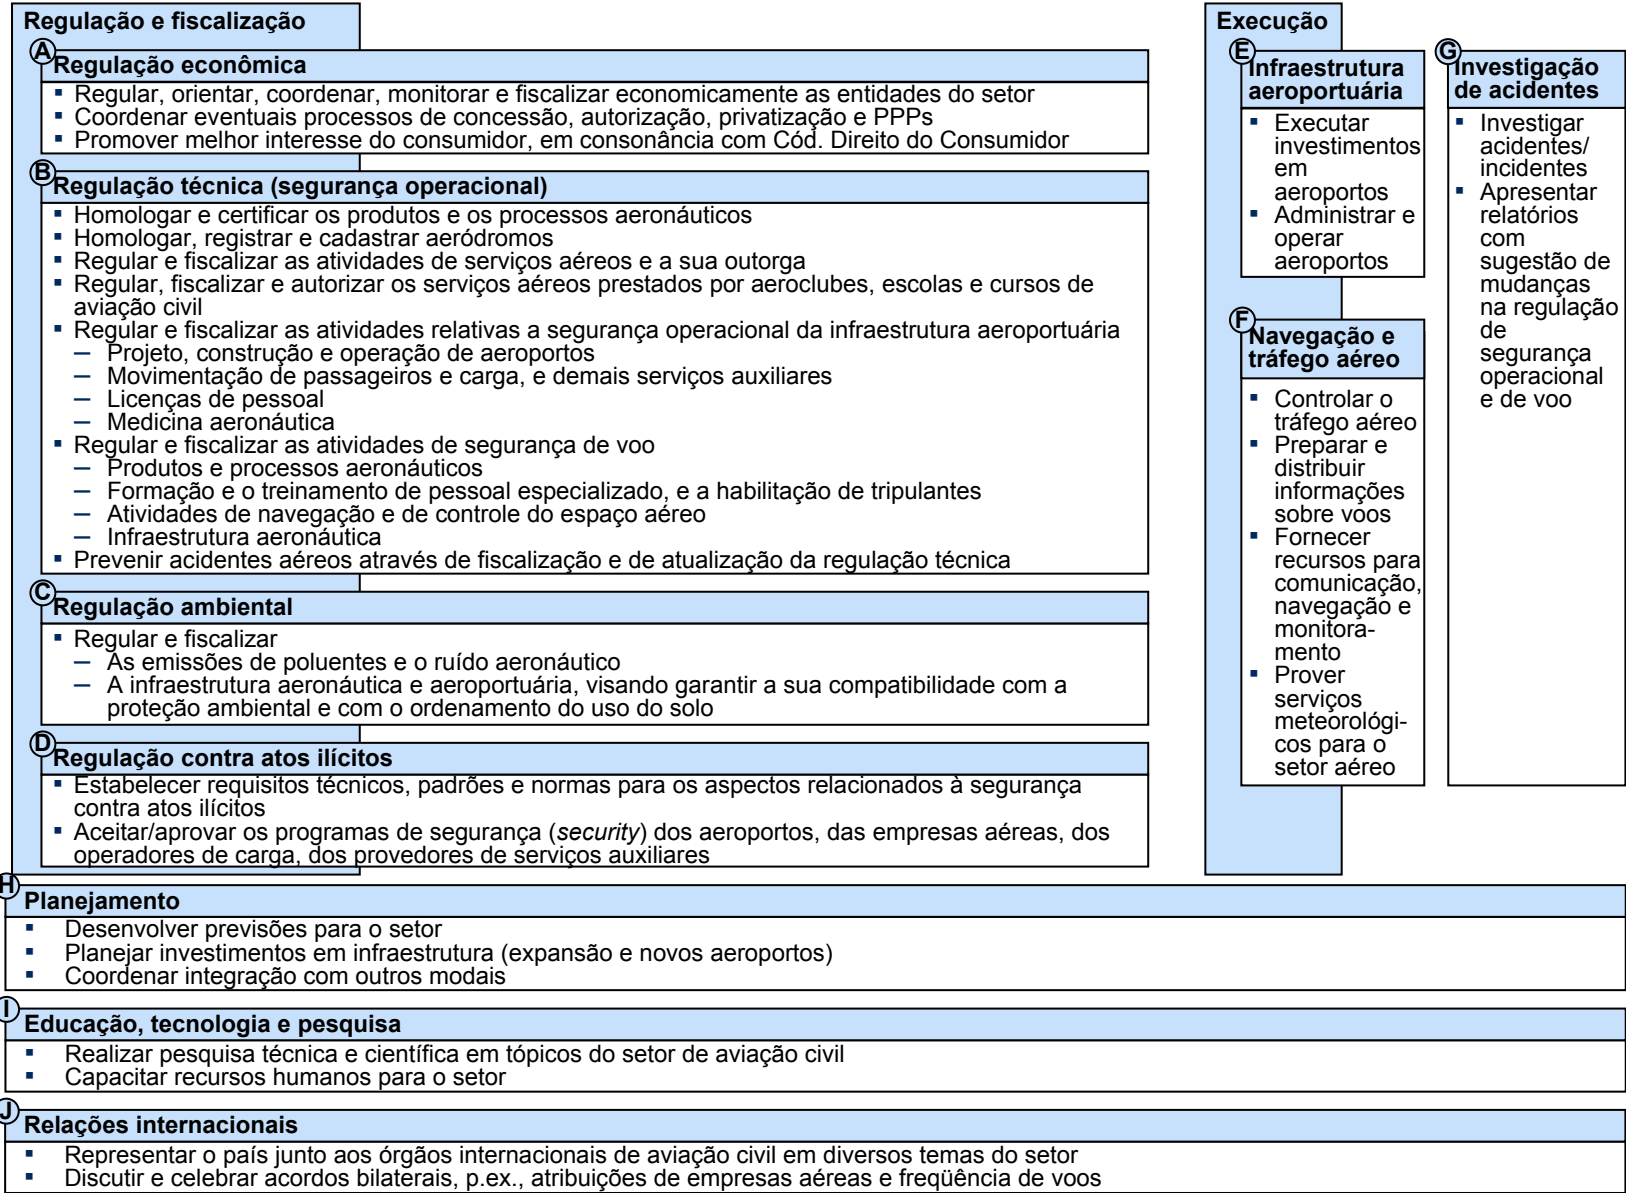 Regulação e fiscalização
A
Regulação econômica
▪ Regular, orientar, coordenar, monitorar e fiscalizar economicamente as entidades do setor
▪ Coordenar eventuais processos de concessão, autorização, privatização e PPPs
▪ Promover melhor interesse do consumidor, em consonância com Cód. Direito do Consumidor
B
Regulação técnica (segurança operacional)
▪ Homologar e certificar os produtos e os processos aeronáuticos
▪ Homologar, registrar e cadastrar aeródromos
▪ Regular e fiscalizar as atividades de serviços aéreos e a sua outorga
▪ Regular, fiscalizar e autorizar os serviços aéreos prestados por aeroclubes, escolas e cursos de
aviação civil
▪ Regular e fiscalizar as atividades relativas a segurança operacional da infraestrutura aeroportuária
– Projeto, construção e operação de aeroportos
– Movimentação de passageiros e carga, e demais serviços auxiliares
– Licenças de pessoal
– Medicina aeronáutica
▪ Regular e fiscalizar as atividades de segurança de voo
– Produtos e processos aeronáuticos
– Formação e o treinamento de pessoal especializado, e a habilitação de tripulantes
– Atividades de navegação e de controle do espaço aéreo
– Infraestrutura aeronáutica
▪ Prevenir acidentes aéreos através de fiscalização e de atualização da regulação técnica
C
Regulação ambiental
▪ Regular e fiscalizar
– As emissões de poluentes e o ruído aeronáutico
– A infraestrutura aeronáutica e aeroportuária, visando garantir a sua compatibilidade com a
proteção ambiental e com o ordenamento do uso do solo
D
Regulação contra atos ilícitos
▪ Estabelecer requisitos técnicos, padrões e normas para os aspectos relacionados à segurança
contra atos ilícitos
▪ Aceitar/aprovar os programas de segurança (security) dos aeroportos, das empresas aéreas, dos
operadores de carga, dos provedores de serviços auxiliares
Execução
E
Infraestrutura
aeroportuária
▪ Executar
investimentos
em
aeroportos
▪ Administrar e
operar
aeroportos
F
Navegação e
tráfego aéreo
▪ Controlar o
tráfego aéreo
▪ Preparar e
distribuir
informações
sobre voos
▪ Fornecer
recursos para
comunicação,
navegação e
monitora-
mento
▪ Prover
serviços
meteorológi-
cos para o
setor aéreo
G
Investigação
de acidentes
▪ Investigar
acidentes/
incidentes
▪ Apresentar
relatórios
com
sugestão de
mudanças
na regulação
de
segurança
operacional
e de voo
H
Planejamento
▪ Desenvolver previsões para o setor
▪ Planejar investimentos em infraestrutura (expansão e novos aeroportos)
▪ Coordenar integração com outros modais
I
Educação, tecnologia e pesquisa
▪ Realizar pesquisa técnica e científica em tópicos do setor de aviação civil
▪ Capacitar recursos humanos para o setor
J
Relações internacionais
▪ Representar o país junto aos órgãos internacionais de aviação civil em diversos temas do setor
▪ Discutir e celebrar acordos bilaterais, p.ex., atribuições de empresas aéreas e freqüência de voos